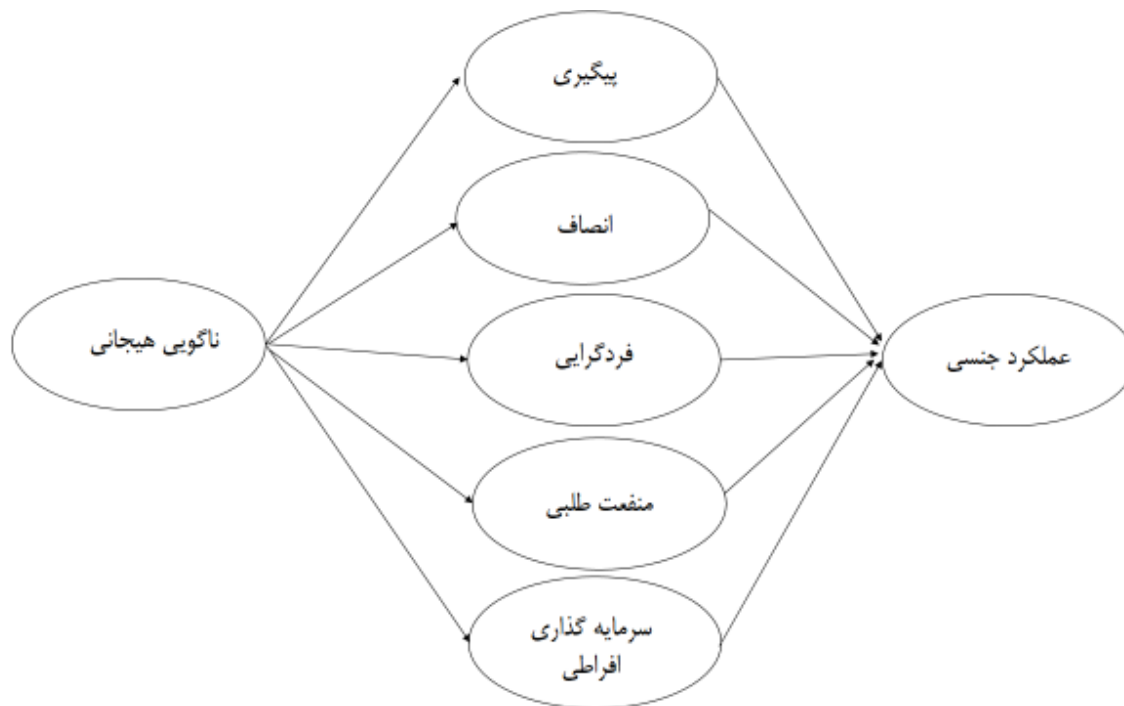 پیگیری
انصاف
ناگویی هیجانی
فردگرایی
عملکرد جنسی
منفعت طلبی
سرمایه گذاری
افراطی